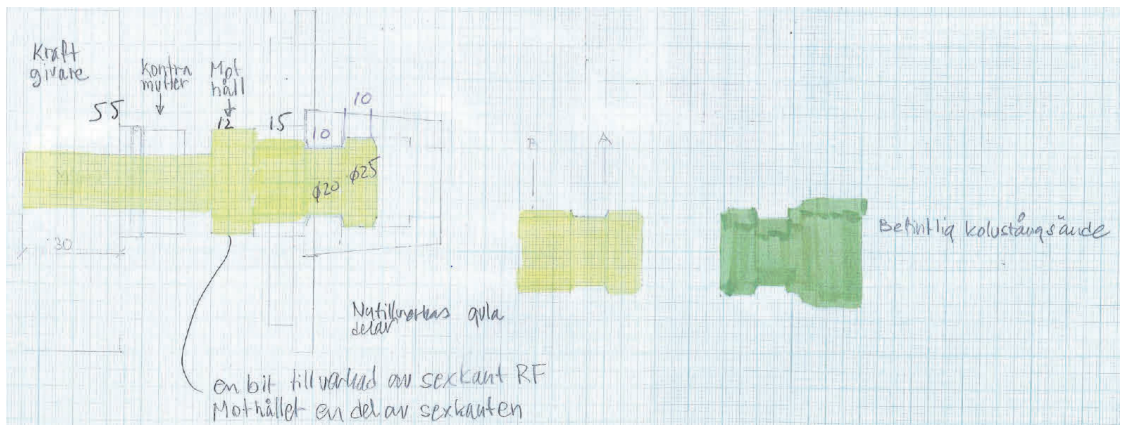 Kraft
givare
kontra
mutter
Mot
håll
55
12
15
10
10
φ20
φ25
30
B
A
Befintlig kolvstångsände
Nytillverkas gula
delar
en bit tillverkad av sexkant RF
Mothållet en del av sexkanten